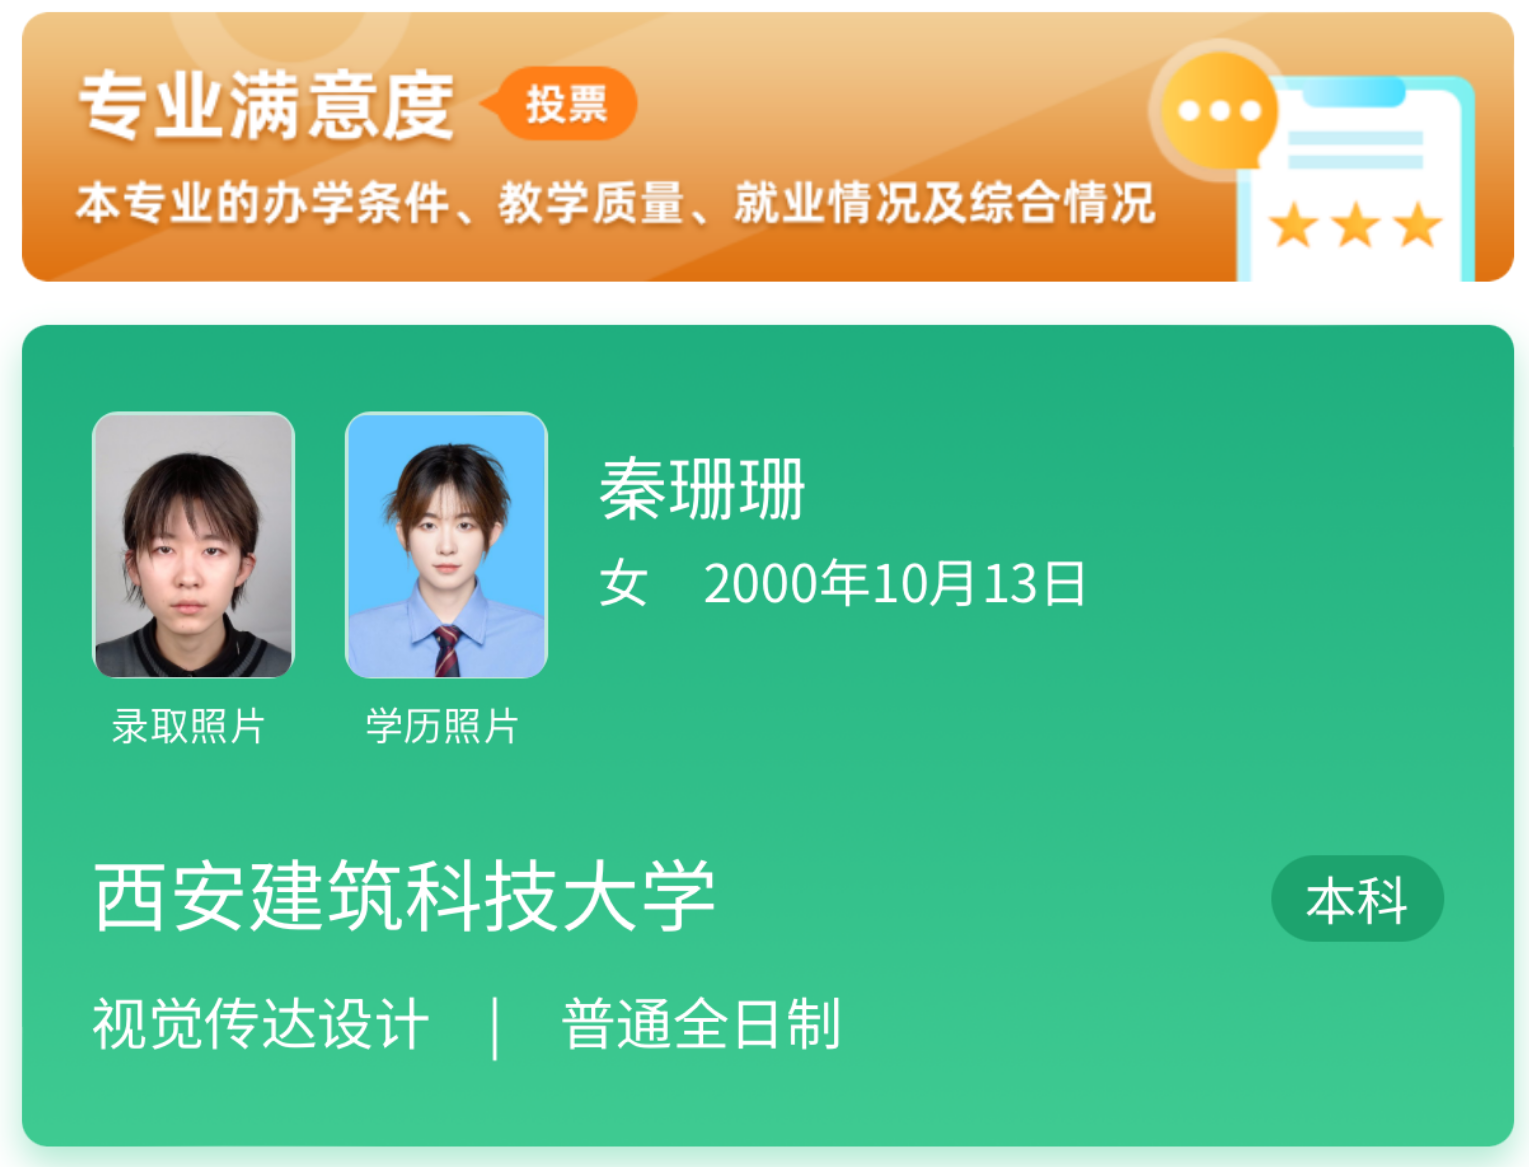 专业满意度 投票
本专业的办学条件、教学质量、就业情况及综合情况
秦珊珊
女 2000年10月13日
录取照片 学历照片
西安建筑科技大学 本科
视觉传达设计 | 普通全日制